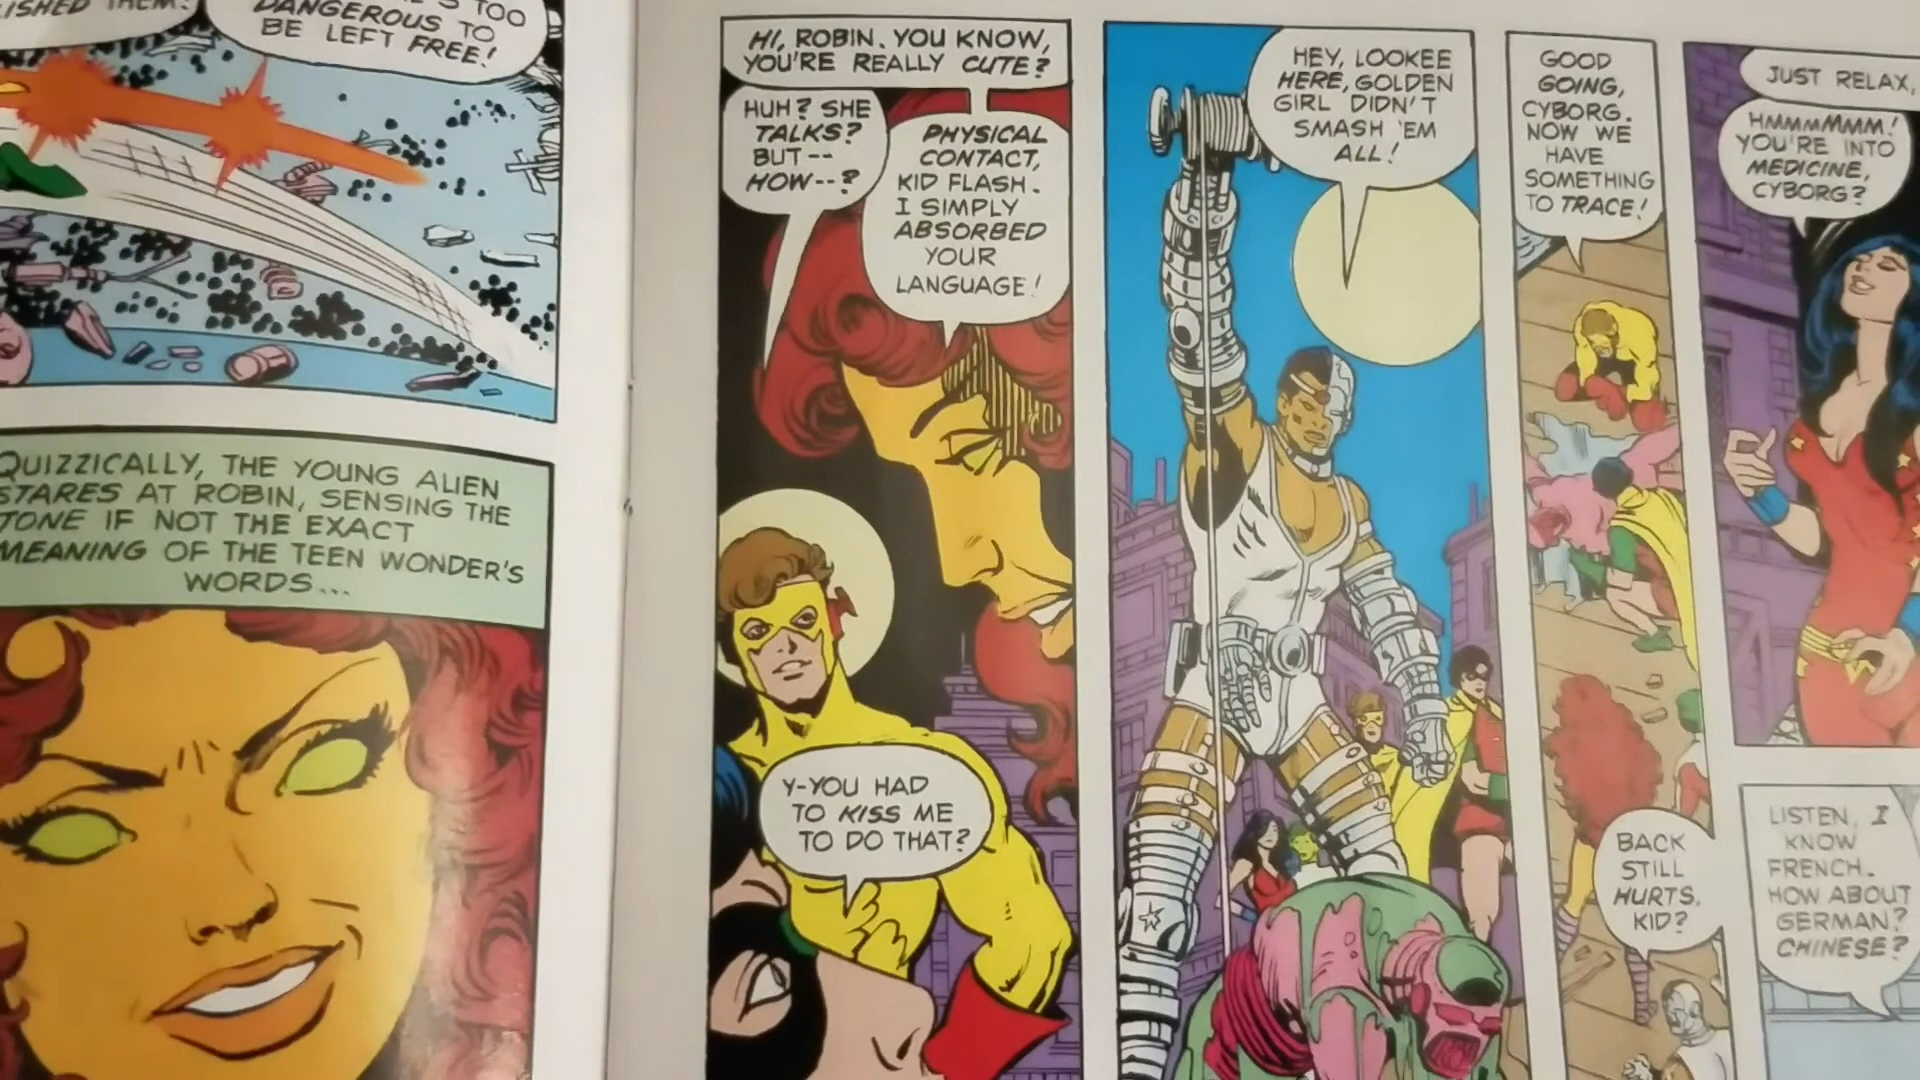 DANGEROUS TO
BE LEFT FREE!
QUIZZICALLY, THE YOUNG ALIEN
STARES AT ROBIN, SENSING THE
TONE IF NOT THE EXACT
MEANING OF THE TEEN WONDER'S
WORDS...
HI, ROBIN. YOU KNOW,
YOU'RE REALLY CUTE?
HUH? SHE
TALKS?
BUT--
HOW--?
PHYSICAL
CONTACT,
KID FLASH.
I SIMPLY
ABSORBED
YOUR
LANGUAGE!
Y-YOU HAD
TO KISS ME
TO DO THAT?
HEY, LOOKEE
HERE, GOLDEN
GIRL DIDN'T
SMASH 'EM
ALL!
GOOD
GOING,
CYBORG.
NOW WE
HAVE
SOMETHING
TO TRACE!
BACK
STILL
HURTS,
KID?
JUST RELAX,
HMMMMMM!
YOU'RE INTO
MEDICINE,
CYBORG?
LISTEN, I
KNOW
FRENCH.
HOW ABOUT
GERMAN?
CHINESE?